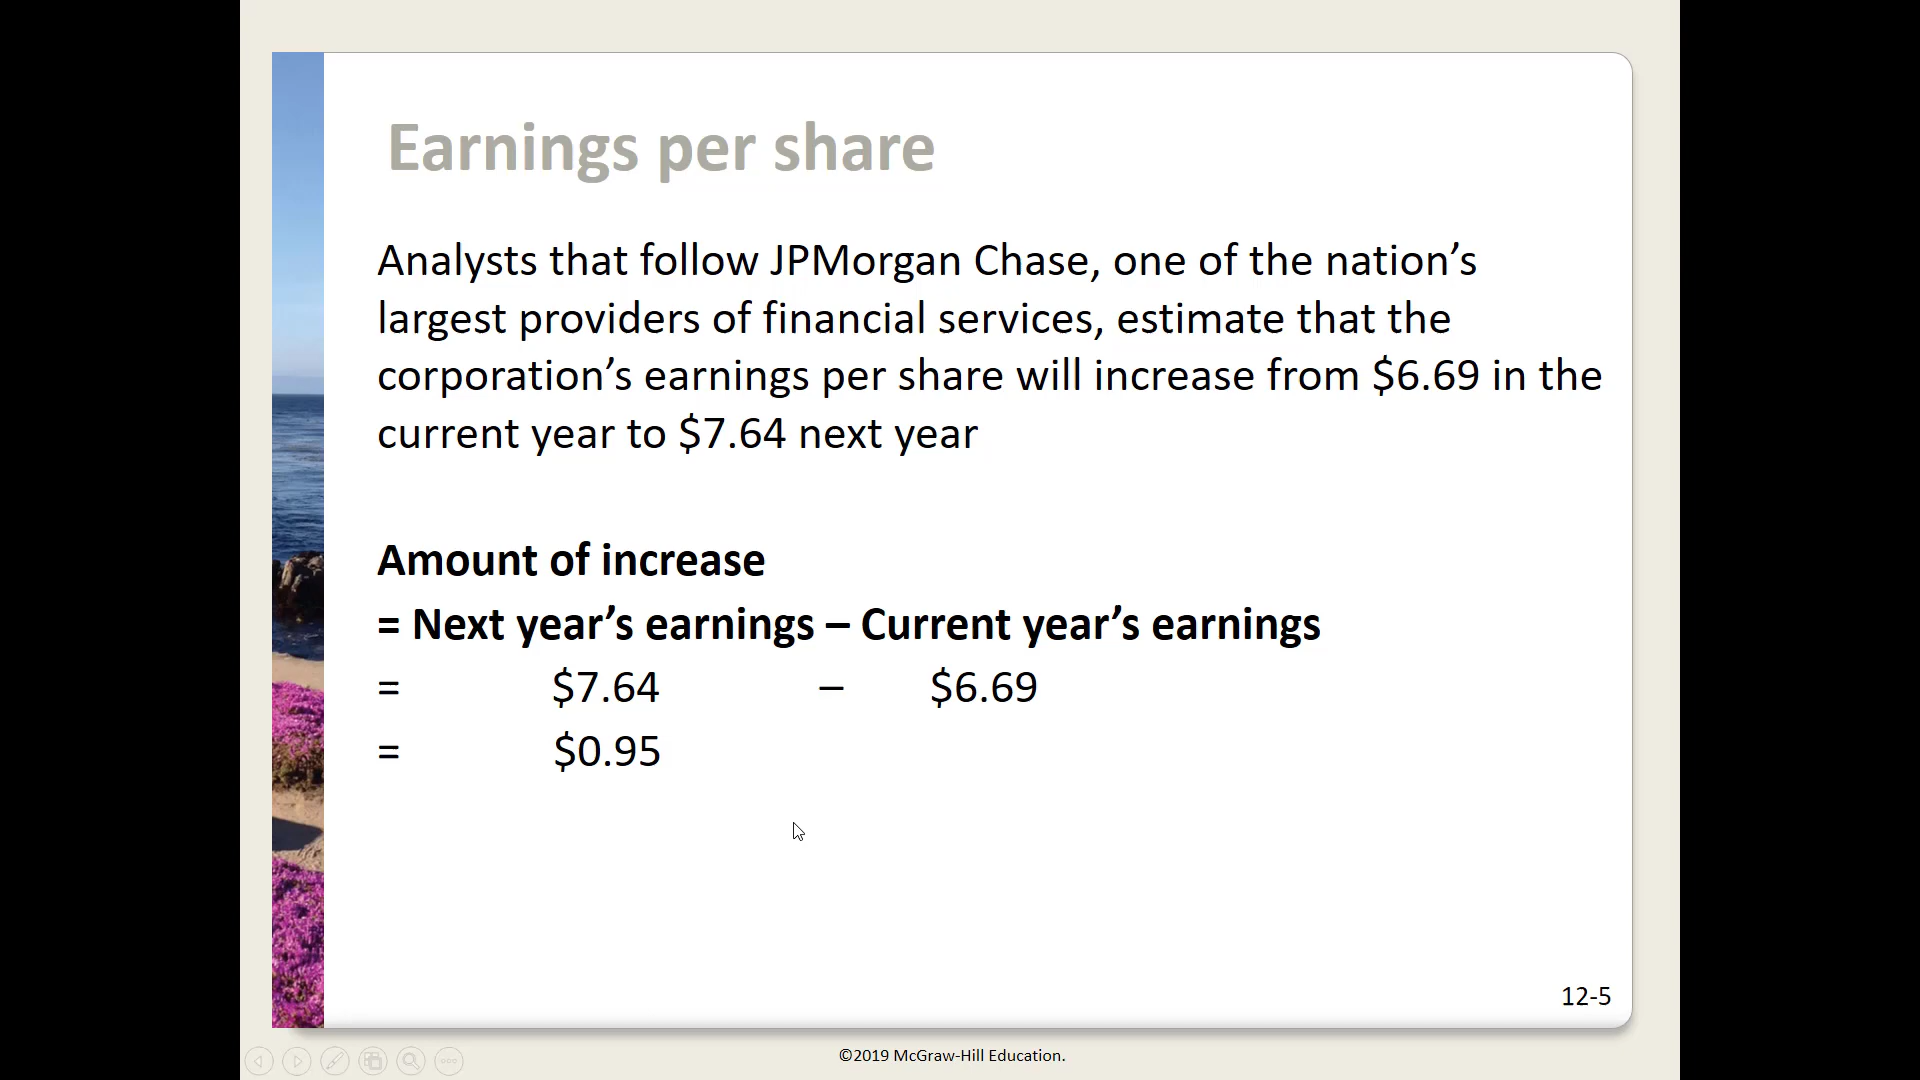 Earnings per share
Analysts that follow JPMorgan Chase, one of the nation’s
largest providers of financial services, estimate that the
corporation’s earnings per share will increase from $6.69 in the
current year to $7.64 next year
Amount of increase
= Next year’s earnings – Current year’s earnings
= $7.64 – $6.69
= $0.95
12-5
©2019 McGraw-Hill Education.